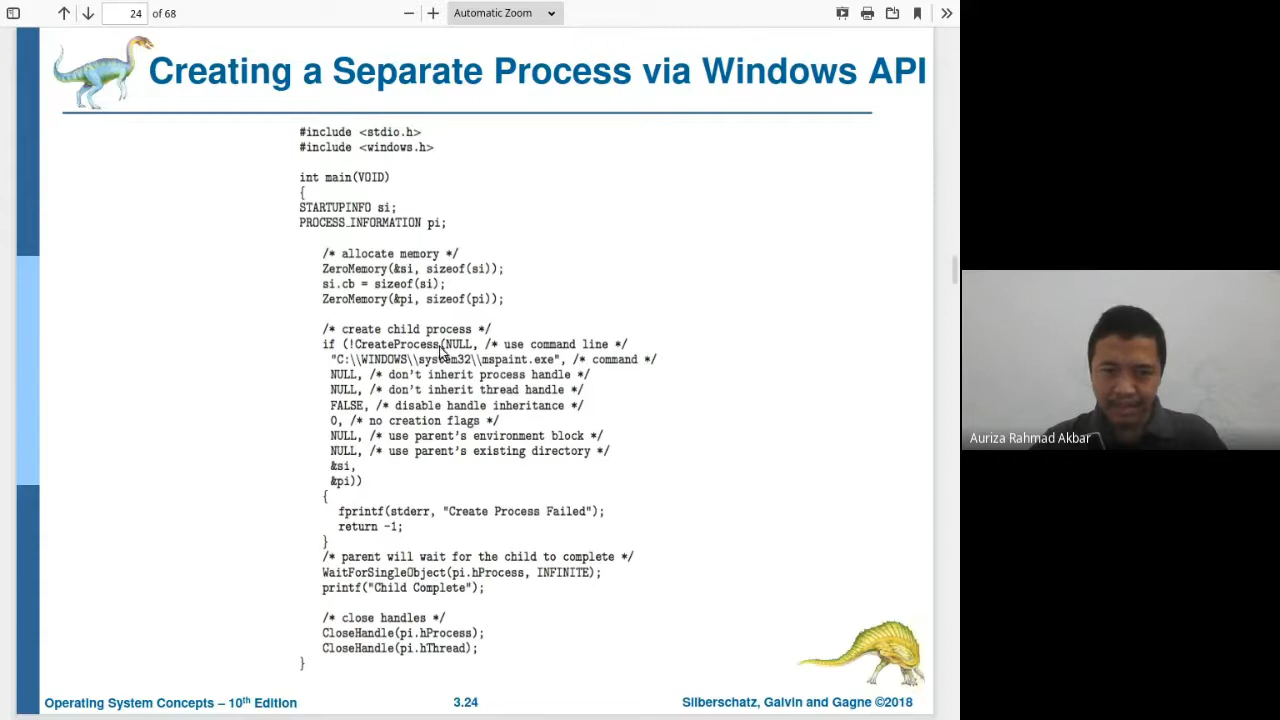 24 of 68
Automatic Zoom
Creating a Separate Process via Windows API
#include <stdio.h>
#include <windows.h>
int main(VOID)
{
STARTUPINFO si;
PROCESS_INFORMATION pi;
/* allocate memory */
ZeroMemory(&si, sizeof(si));
si.cb = sizeof(si);
ZeroMemory(&pi, sizeof(pi));
/* create child process */
if (!CreateProcess(NULL, /* use command line */
"C:\\WINDOWS\\system32\\mspaint.exe", /* command */
NULL, /* don't inherit process handle */
NULL, /* don't inherit thread handle */
FALSE, /* disable handle inheritance */
0, /* no creation flags */
NULL, /* use parent's environment block */
NULL, /* use parent's existing directory */
&si,
&pi))
{
fprintf(stderr, "Create Process Failed");
return -1;
}
/* parent will wait for the child to complete */
WaitForSingleObject(pi.hProcess, INFINITE);
printf("Child Complete");
/* close handles */
CloseHandle(pi.hProcess);
CloseHandle(pi.hThread);
}
Operating System Concepts – 10th Edition
3.24
Silberschatz, Galvin and Gagne ©2018
Auriza Rahmad Akbar